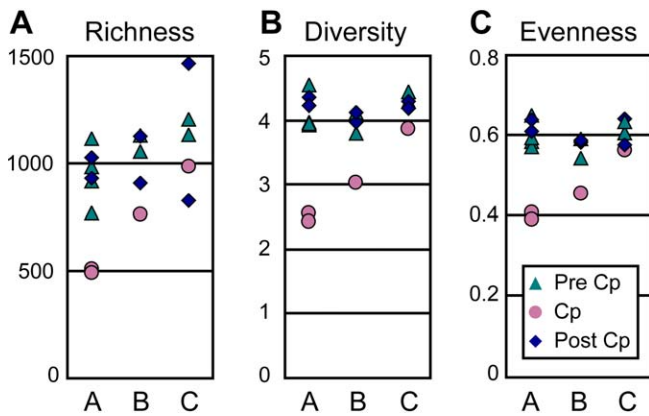 A Richness
1500
1000
500
0
A B C
B Diversity
5
4
3
2
1
0
A B C
C Evenness
0.8
0.6
0.4
0.2
0
A B C
Pre Cp
Cp
Post Cp